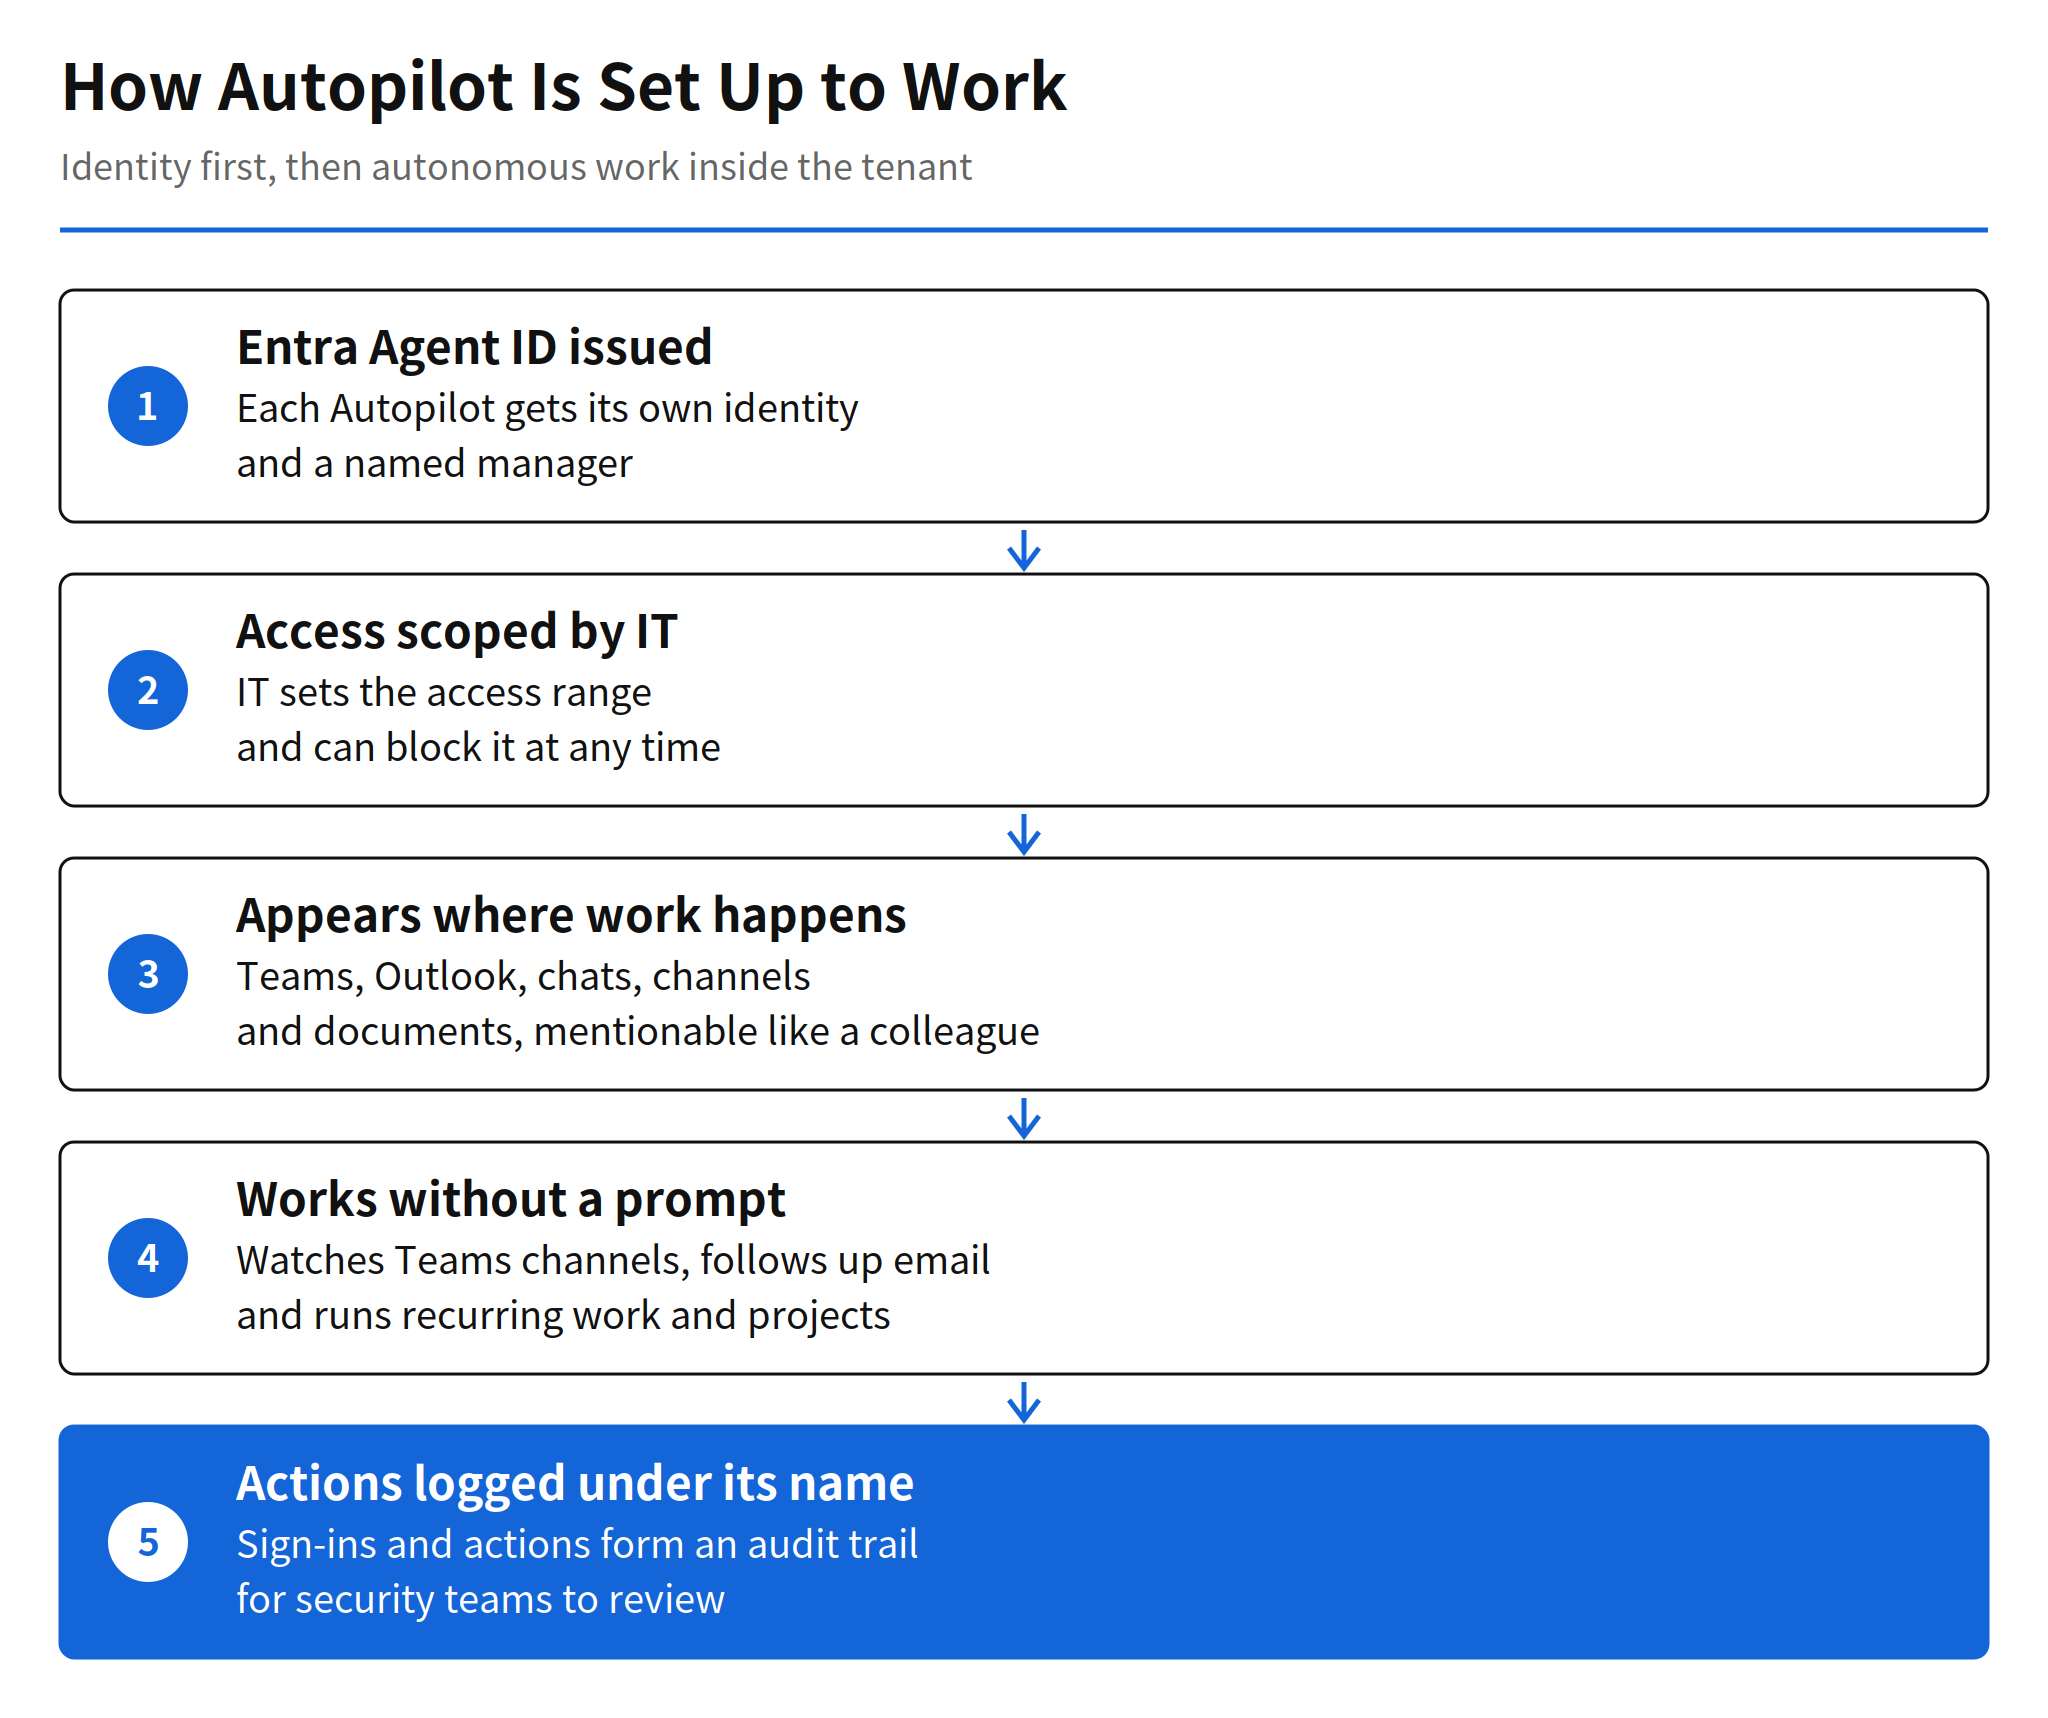 How Autopilot Is Set Up to Work
Identity first, then autonomous work inside the tenant
1
Entra Agent ID issued
Each Autopilot gets its own identity
and a named manager
2
Access scoped by IT
IT sets the access range
and can block it at any time
3
Appears where work happens
Teams, Outlook, chats, channels
and documents, mentionable like a colleague
4
Works without a prompt
Watches Teams channels, follows up email
and runs recurring work and projects
5
Actions logged under its name
Sign-ins and actions form an audit trail
for security teams to review